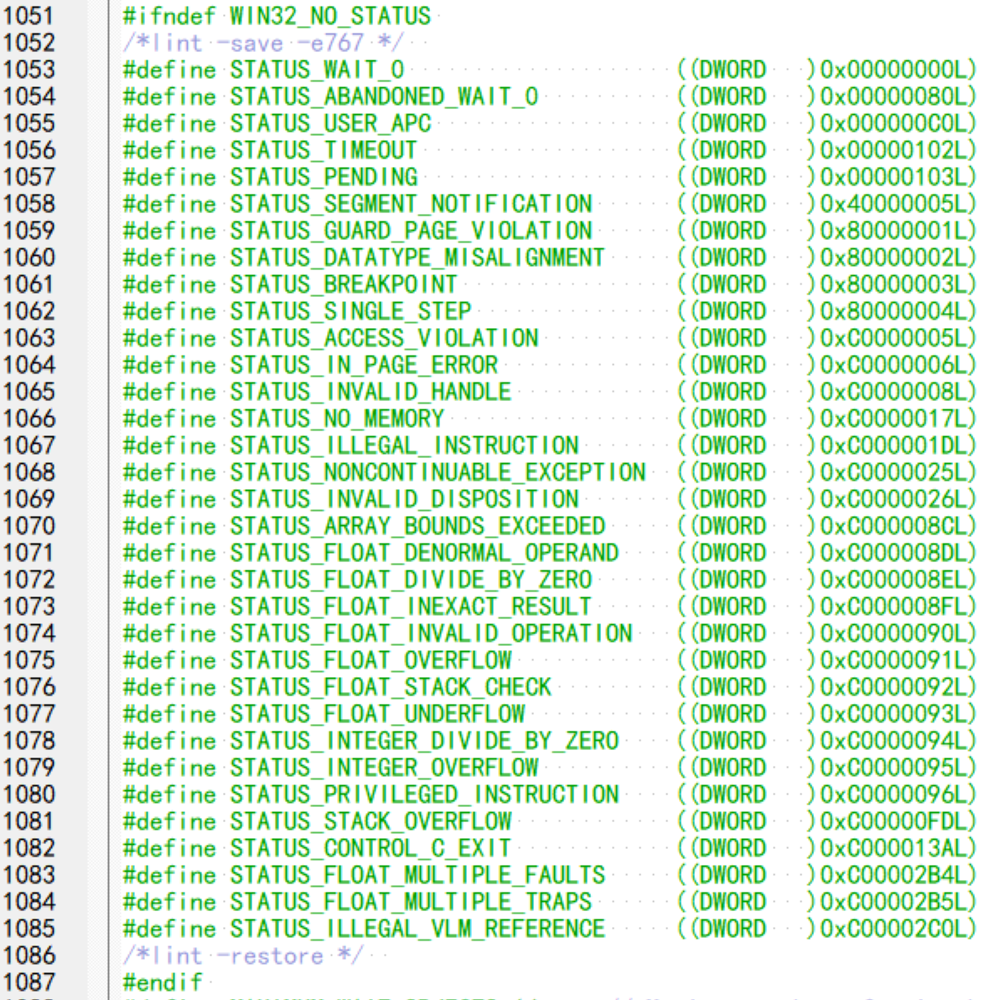 1051 #ifndef WIN32_NO_STATUS
1052 /*lint -save -e767 */
1053 #define STATUS_WAIT_0 ((DWORD   )0x00000000L)
1054 #define STATUS_ABANDONED_WAIT_0 ((DWORD   )0x00000080L)
1055 #define STATUS_USER_APC ((DWORD   )0x000000C0L)
1056 #define STATUS_TIMEOUT ((DWORD   )0x00000102L)
1057 #define STATUS_PENDING ((DWORD   )0x00000103L)
1058 #define STATUS_SEGMENT_NOTIFICATION ((DWORD   )0x40000005L)
1059 #define STATUS_GUARD_PAGE_VIOLATION ((DWORD   )0x80000001L)
1060 #define STATUS_DATATYPE_MISALIGNMENT ((DWORD   )0x80000002L)
1061 #define STATUS_BREAKPOINT ((DWORD   )0x80000003L)
1062 #define STATUS_SINGLE_STEP ((DWORD   )0x80000004L)
1063 #define STATUS_ACCESS_VIOLATION ((DWORD   )0xC0000005L)
1064 #define STATUS_IN_PAGE_ERROR ((DWORD   )0xC0000006L)
1065 #define STATUS_INVALID_HANDLE ((DWORD   )0xC0000008L)
1066 #define STATUS_NO_MEMORY ((DWORD   )0xC0000017L)
1067 #define STATUS_ILLEGAL_INSTRUCTION ((DWORD   )0xC000001DL)
1068 #define STATUS_NONCONTINUABLE_EXCEPTION ((DWORD   )0xC0000025L)
1069 #define STATUS_INVALID_DISPOSITION ((DWORD   )0xC0000026L)
1070 #define STATUS_ARRAY_BOUNDS_EXCEEDED ((DWORD   )0xC000008CL)
1071 #define STATUS_FLOAT_DENORMAL_OPERAND ((DWORD   )0xC000008DL)
1072 #define STATUS_FLOAT_DIVIDE_BY_ZERO ((DWORD   )0xC000008EL)
1073 #define STATUS_FLOAT_INEXACT_RESULT ((DWORD   )0xC000008FL)
1074 #define STATUS_FLOAT_INVALID_OPERATION ((DWORD   )0xC0000090L)
1075 #define STATUS_FLOAT_OVERFLOW ((DWORD   )0xC0000091L)
1076 #define STATUS_FLOAT_STACK_CHECK ((DWORD   )0xC0000092L)
1077 #define STATUS_FLOAT_UNDERFLOW ((DWORD   )0xC0000093L)
1078 #define STATUS_INTEGER_DIVIDE_BY_ZERO ((DWORD   )0xC0000094L)
1079 #define STATUS_INTEGER_OVERFLOW ((DWORD   )0xC0000095L)
1080 #define STATUS_PRIVILEGED_INSTRUCTION ((DWORD   )0xC0000096L)
1081 #define STATUS_STACK_OVERFLOW ((DWORD   )0xC00000FDL)
1082 #define STATUS_CONTROL_C_EXIT ((DWORD   )0xC000013AL)
1083 #define STATUS_FLOAT_MULTIPLE_FAULTS ((DWORD   )0xC00002B4L)
1084 #define STATUS_FLOAT_MULTIPLE_TRAPS ((DWORD   )0xC00002B5L)
1085 #define STATUS_ILLEGAL_VLM_REFERENCE ((DWORD   )0xC00002C0L)
1086 /*lint -restore */
1087 #endif